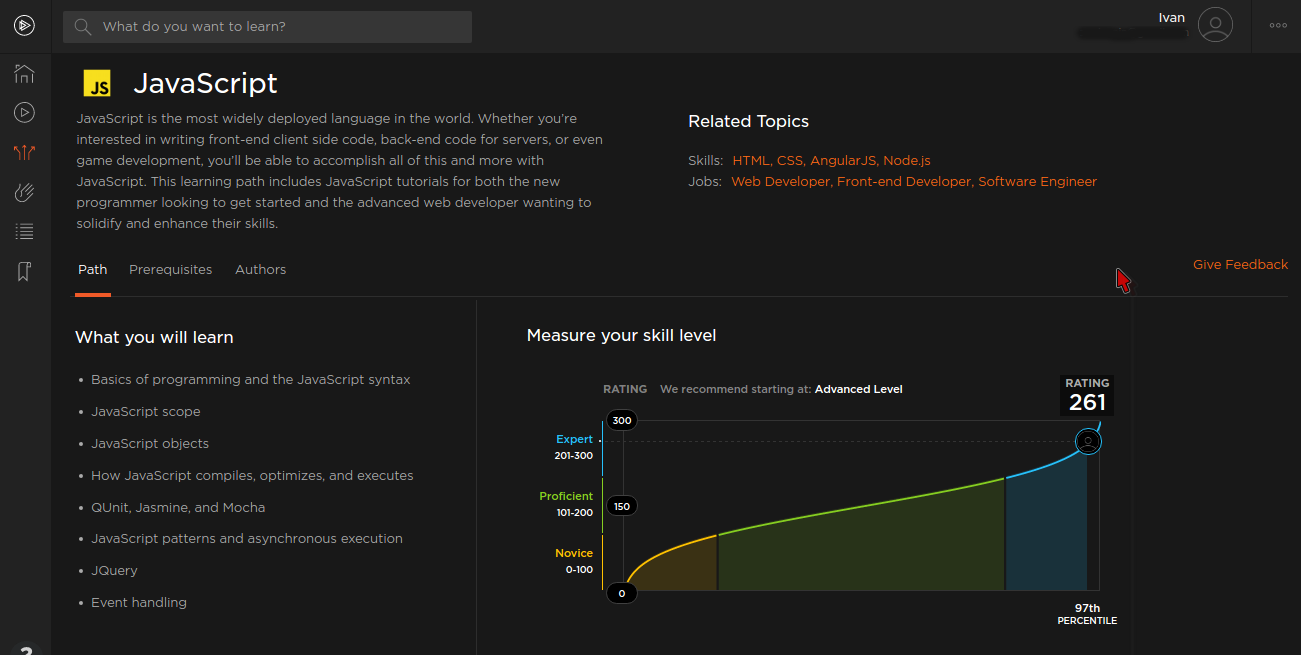 What do you want to learn?
Ivan
JS JavaScript
JavaScript is the most widely deployed language in the world. Whether you're
interested in writing front-end client side code, back-end code for servers, or even
game development, you'll be able to accomplish all of this and more with
JavaScript. This learning path includes JavaScript tutorials for both the new
programmer looking to get started and the advanced web developer wanting to
solidify and enhance their skills.
Related Topics
Skills: HTML, CSS, AngularJS, Node.js
Jobs: Web Developer, Front-end Developer, Software Engineer
Path Prerequisites Authors
Give Feedback
What you will learn
• Basics of programming and the JavaScript syntax
• JavaScript scope
• JavaScript objects
• How JavaScript compiles, optimizes, and executes
• QUnit, Jasmine, and Mocha
• JavaScript patterns and asynchronous execution
• JQuery
• Event handling
Measure your skill level
RATING We recommend starting at: Advanced Level
RATING
261
300
Expert
201-300
Proficient
101-200
150
Novice
0-100
0
97th
PERCENTILE